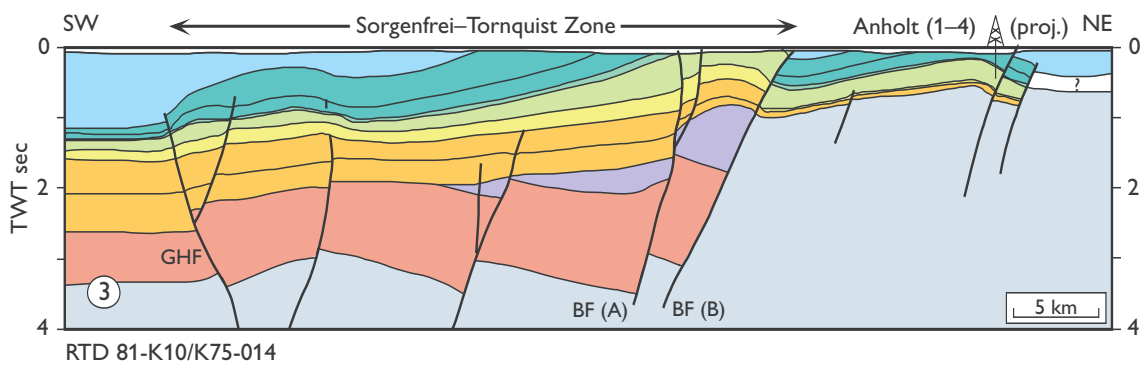 SW Sorgenfrei–Tornquist Zone Anholt (1–4) (proj.) NE
0 0
?
TWT sec
2 2
GHF
3
BF (A) BF (B)
5 km
4 4
RTD 81-K10/K75-014